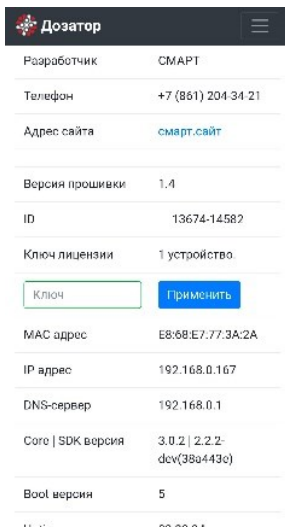 Дозатор
Разработчик СМАРТ
Телефон +7 (861) 204-34-21
Адрес сайта смарт.сайт
Версия прошивки 1.4
ID 13674-14582
Ключ лицензии 1 устройство.
Ключ Применить
MAC адрес E8:68:E7:77:3A:2A
IP адрес 192.168.0.167
DNS-сервер 192.168.0.1
Core | SDK версия 3.0.2 | 2.2.2-
dev(38a443e)
Boot версия 5